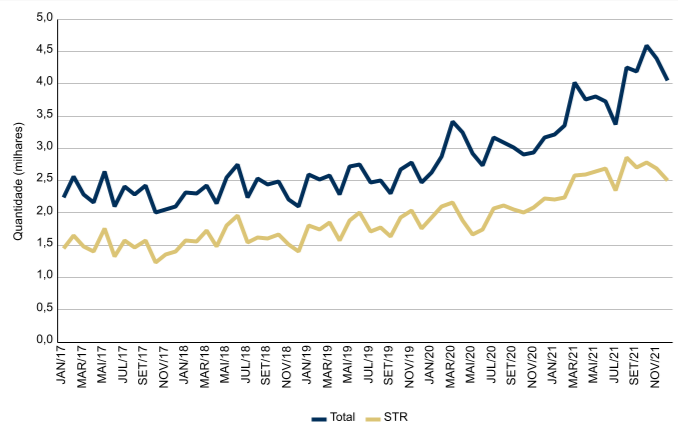 5,0
4,5
4,0
3,5
3,0
2,5
2,0
1,5
1,0
0,5
0,0
Quantidade (milhares)
JAN/17
MAR/17
MAI/17
JUL/17
SET/17
NOV/17
JAN/18
MAR/18
MAI/18
JUL/18
SET/18
NOV/18
JAN/19
MAR/19
MAI/19
JUL/19
SET/19
NOV/19
JAN/20
MAR/20
MAI/20
JUL/20
SET/20
NOV/20
JAN/21
MAR/21
MAI/21
JUL/21
SET/21
NOV/21
Total STR